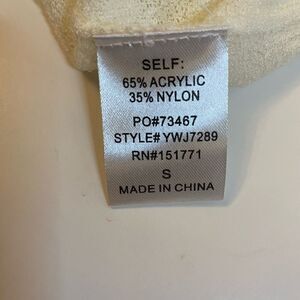 SELF:
65% ACRYLIC
35% NYLON
PO#73467
STYLE# YWJ7289
RN#151771
S
MADE IN CHINA